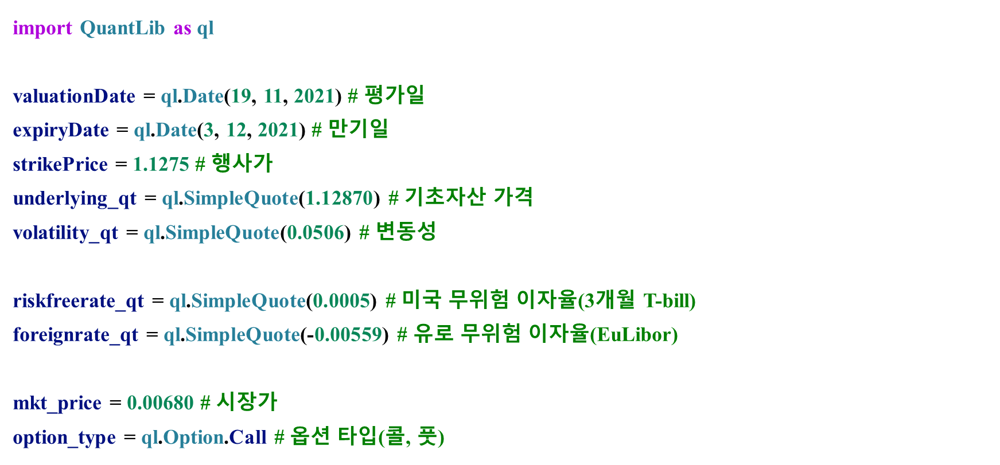 import QuantLib as ql
valuationDate = ql.Date(19, 11, 2021) # 평가일
expiryDate = ql.Date(3, 12, 2021) # 만기일
strikePrice = 1.1275 # 행사가
underlying_qt = ql.SimpleQuote(1.12870) # 기초자산 가격
volatility_qt = ql.SimpleQuote(0.0506) # 변동성
riskfreerate_qt = ql.SimpleQuote(0.0005) # 미국 무위험 이자율(3개월 T-bill)
foreignrate_qt = ql.SimpleQuote(-0.00559) # 유로 무위험 이자율(EuLibor)
mkt_price = 0.00680 # 시장가
option_type = ql.Option.Call # 옵션 타입(콜, 풋)